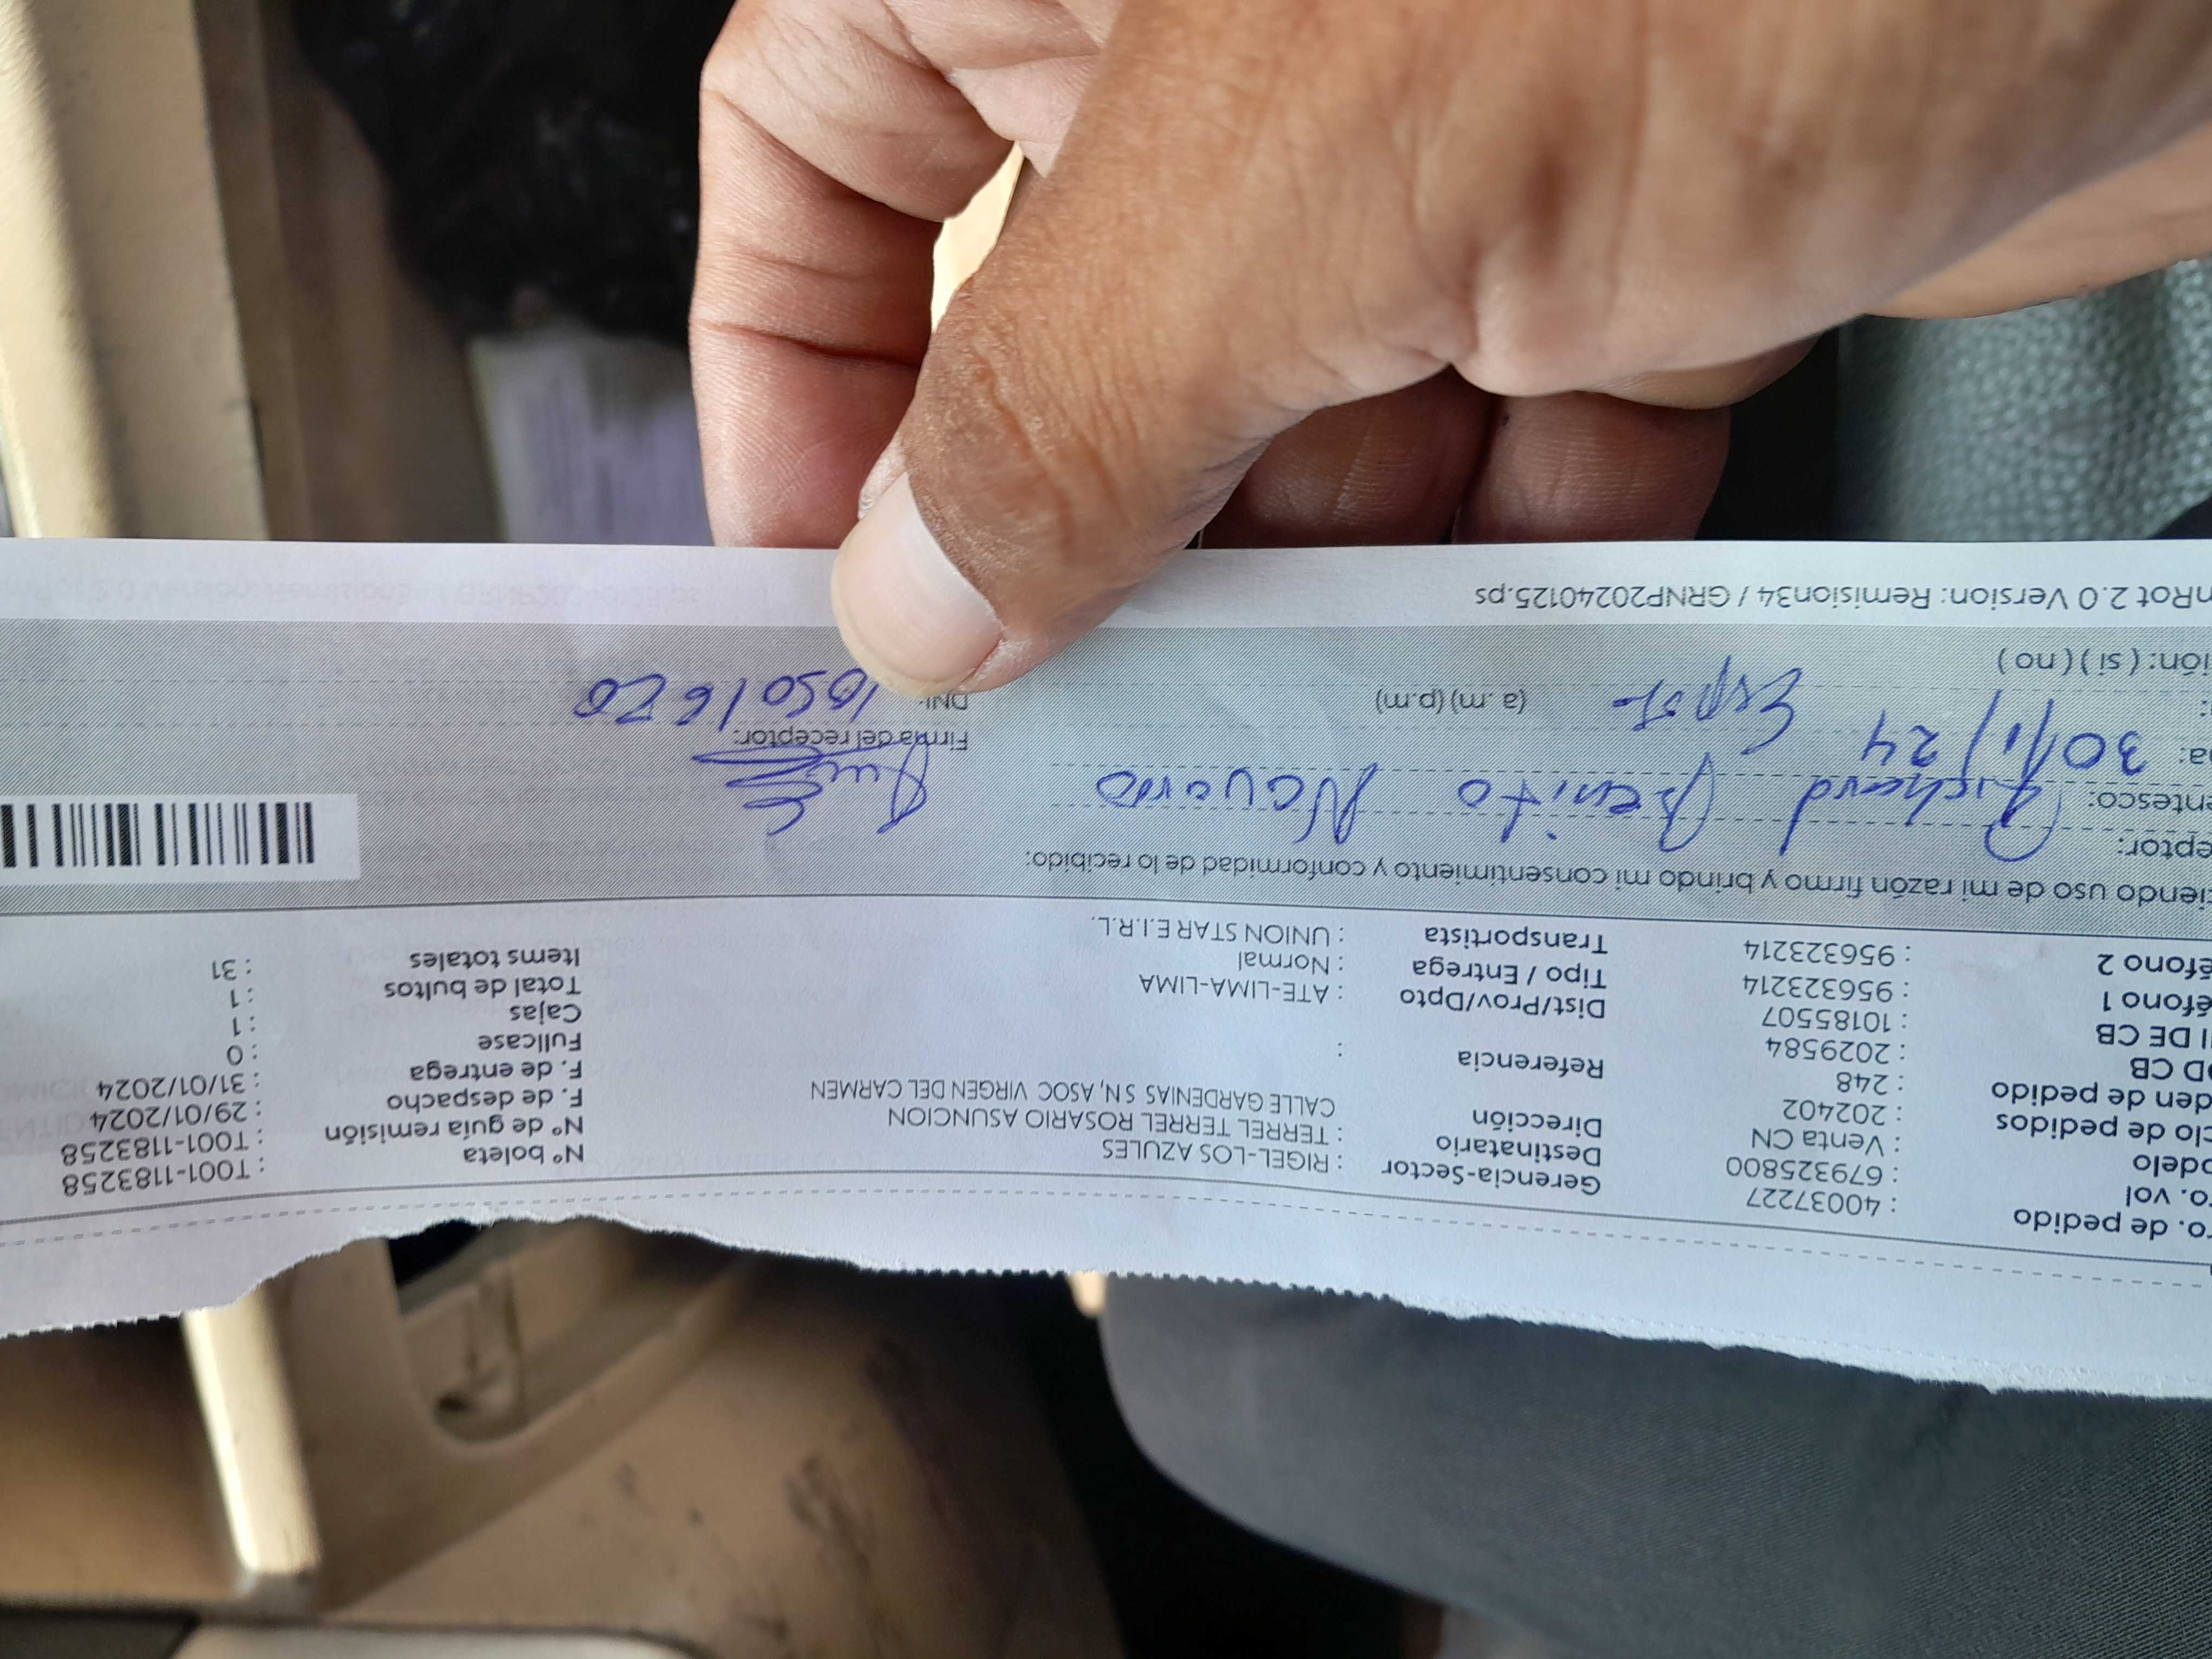 ro. de pedido : 40037227
o. vol : 679325800
odelo : Venta CN
clo de pedidos : 202402
den de pedido : 248
OD CB : 2029584
I DE CB : 10185507
éfono 1 : 956323214
éfono 2 : 956323214
Gerencia-Sector : RIGEL-LOS AZULES
Destinatario : TERREL TERREL ROSARIO ASUNCION
Dirección CALLE GARDENIAS S N, ASOC VIRGEN DEL CARMEN
Referencia :
Dist/Prov/Dpto : ATE-LIMA-LIMA
Tipo / Entrega : Normal
Transportista : UNION STAR E.I.R.L.
N° boleta : T001-1183258
N° de guía remisión : T001-1183258
F. de despacho : 29/01/2024
F. de entrega : 31/01/2024
Fullcase : 0
Cajas : 1
Total de bultos : 1
Items totales : 31
tiendo uso de mi razón firmo y brindo mi consentimiento y conformidad de lo recibido:
eptor: Richard Benito Navarro
entesco:
a: 30/1/24 Esposo
: (a.m)(p.m)
ión: ( si ) ( no )
Firma del receptor:
DNI: 10501620
nRot 2.0 Version: Remision34 / GRNP20240125.ps